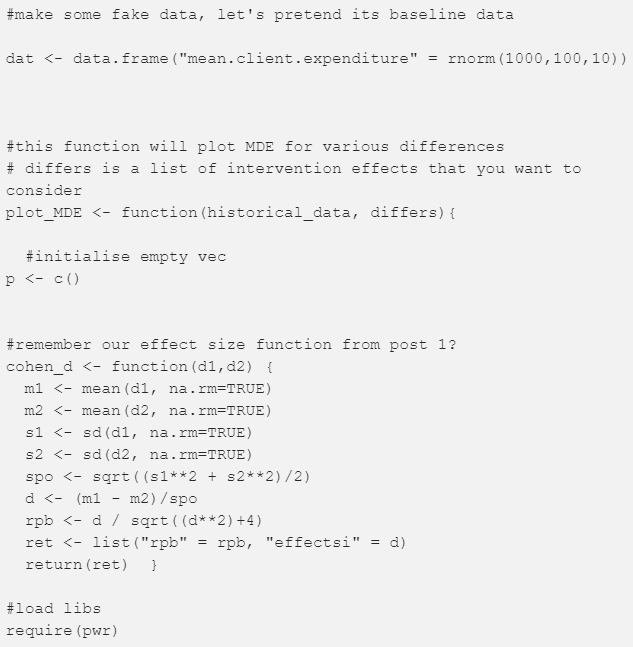 #make some fake data, let's pretend its baseline data
dat <- data.frame("mean.client.expenditure" = rnorm(1000,100,10))
#this function will plot MDE for various differences
# differs is a list of intervention effects that you want to
consider
plot_MDE <- function(historical_data, differs){
  #initialise empty vec
p <- c()
#remember our effect size function from post 1?
cohen_d <- function(d1,d2) {
  m1 <- mean(d1, na.rm=TRUE)
  m2 <- mean(d2, na.rm=TRUE)
  s1 <- sd(d1, na.rm=TRUE)
  s2 <- sd(d2, na.rm=TRUE)
  spo <- sqrt((s1**2 + s2**2)/2)
  d <- (m1 - m2)/spo
  rpb <- d / sqrt((d**2)+4)
  ret <- list("rpb" = rpb, "effectsi" = d)
  return(ret)  }
#load libs
require(pwr)